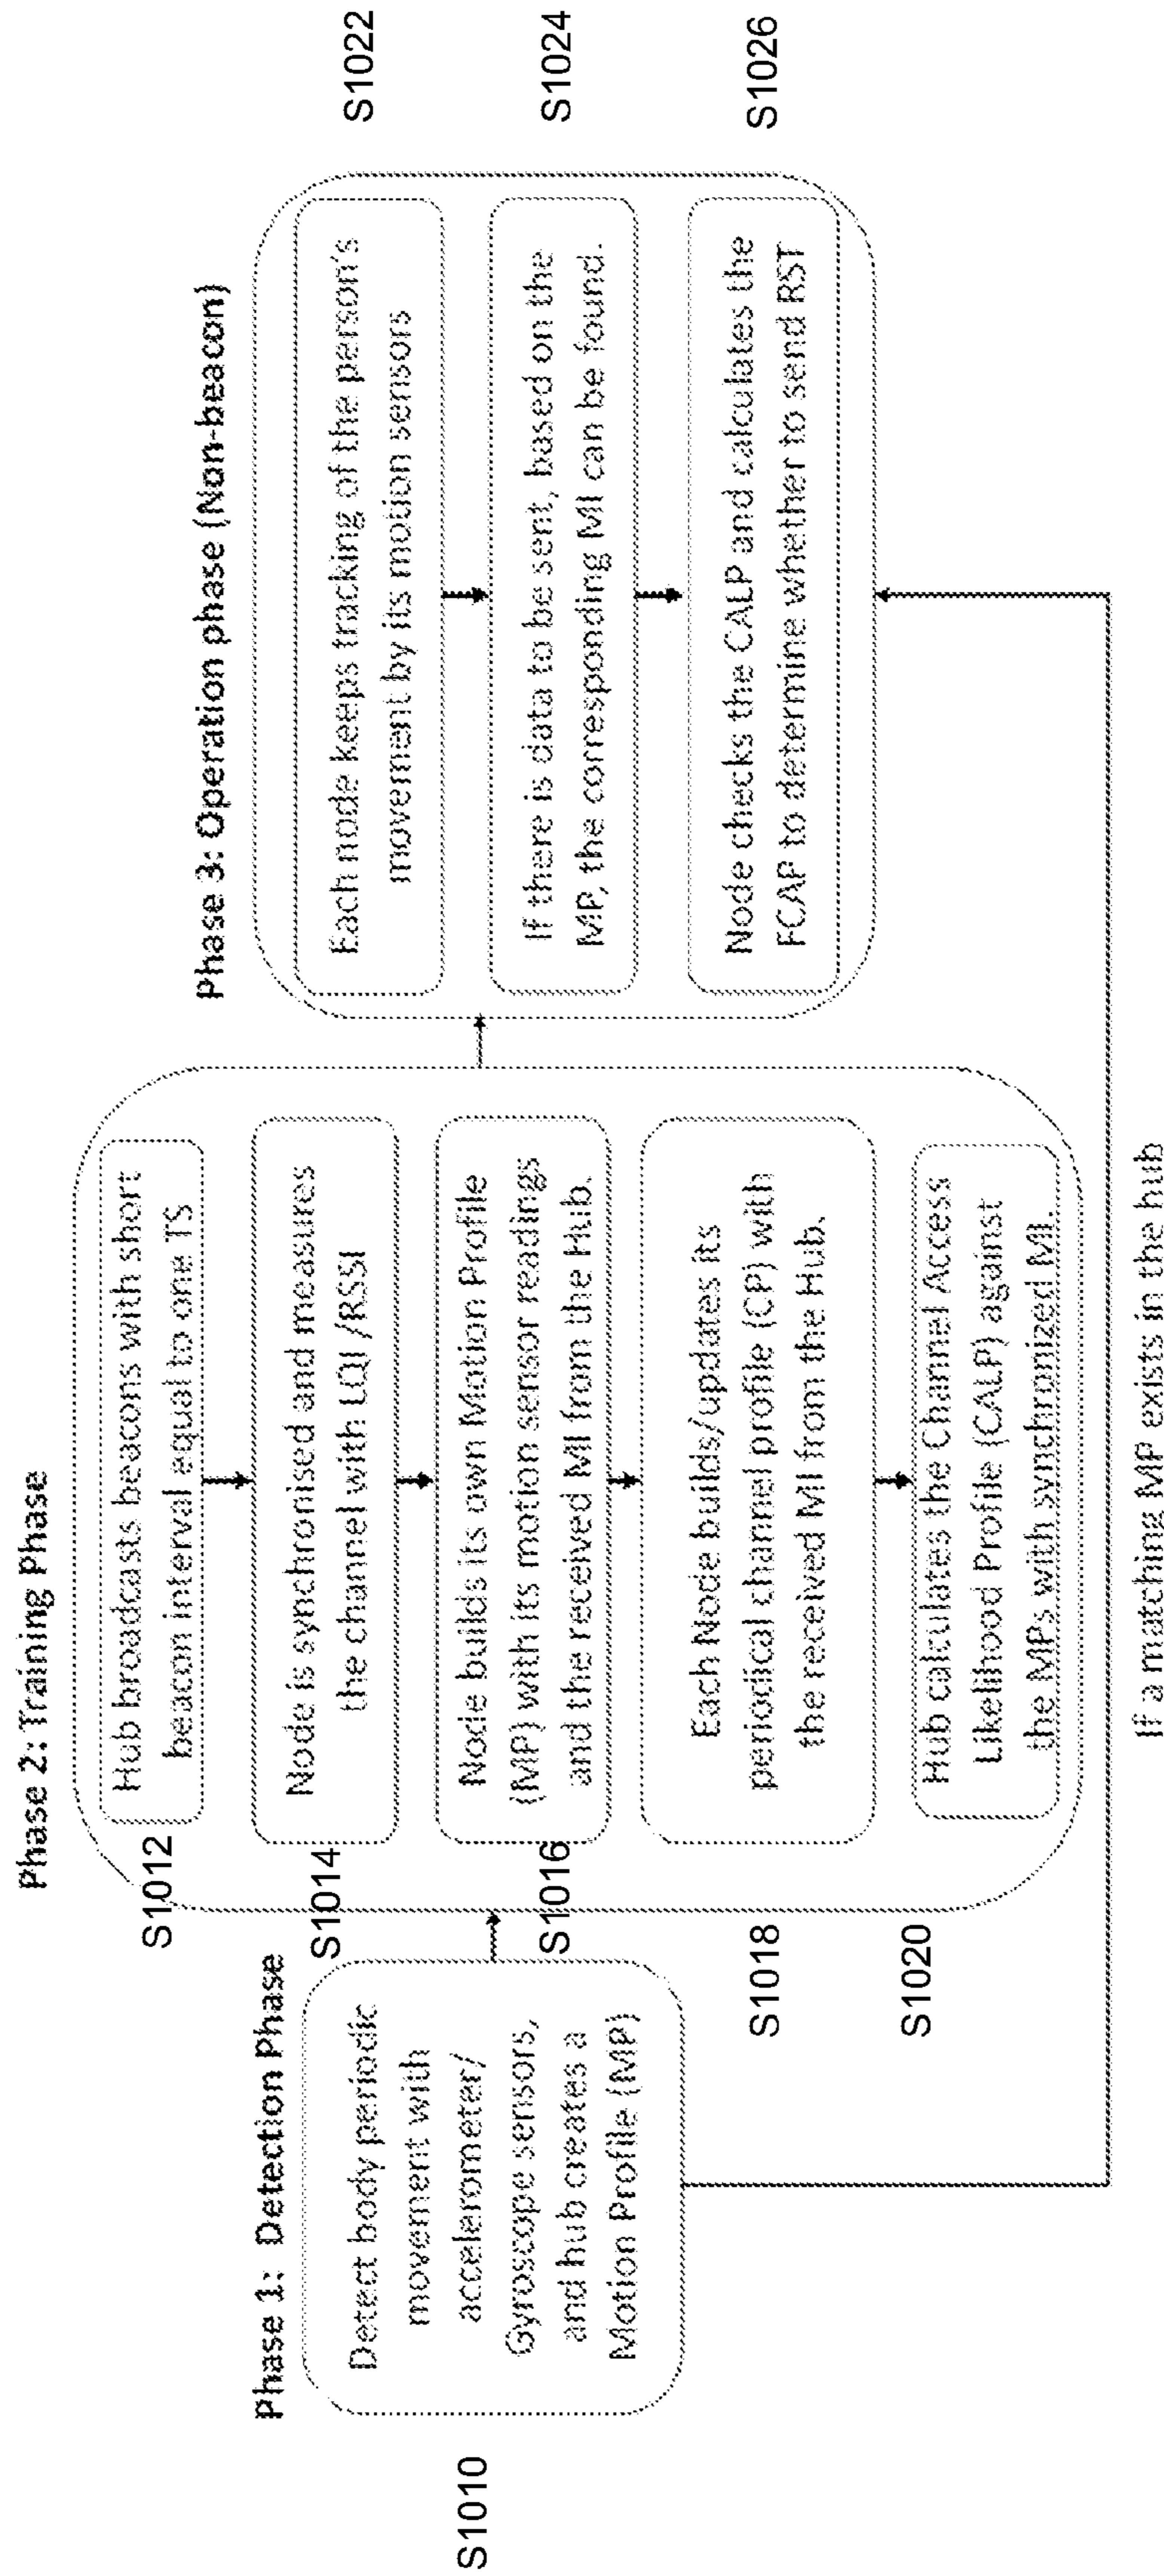 Phase 1: Detection Phase
S1010
Detect body periodic
movement with
accelerometer/
Gyroscope sensors,
and hub creates a
Motion Profile (MP)
Phase 2: Training Phase
S1012
Hub broadcasts beacons with short
beacon interval equal to one TS
S1014
Node is synchronised and measures
the channel with LQI /RSSI
S1016
Node builds its own Motion Profile
(MP) with its motion sensor readings
and the received MI from the Hub.
S1018
Each Node builds/updates its
periodical channel profile (CP) with
the received MI from the Hub.
S1020
Hub calculates the Channel Access
Likelihood Profile (CALP) against
the MPs with synchronized MI.
Phase 3: Operation phase (Non-beacon)
Each node keeps tracking of the person's
movement by its motion sensors
S1022
If there is data to be sent, based on the
MP, the corresponding MI can be found.
S1024
Node checks the CALP and calculates the
FCAP to determine whether to send RST
S1026
If a matching MP exists in the hub